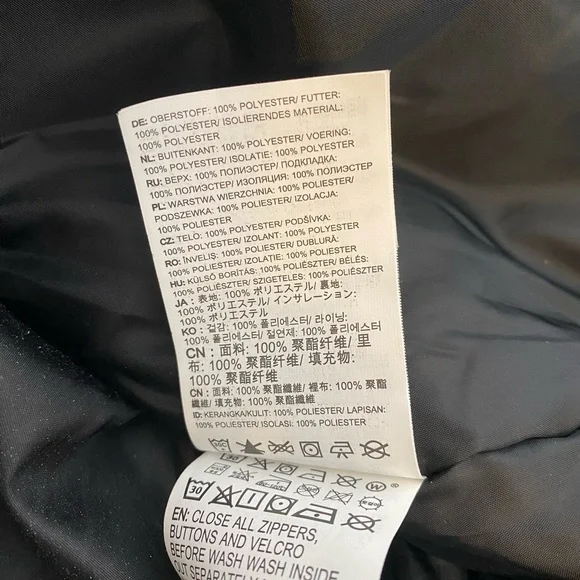 DE: OBERSTOFF: 100% POLYESTER/ FUTTER:
100% POLYESTER/ ISOLIERENDES MATERIAL:
100% POLYESTER
NL: BUITENKANT: 100% POLYESTER/ VOERING:
100% POLYESTER/ ISOLATIE: 100% POLYESTER
RU: ВЕРХ: 100% ПОЛИЭСТЕР/ ПОДКЛАДКА:
100% ПОЛИЭСТЕР/ ИЗОЛЯЦИЯ: 100% ПОЛИЭСТЕР
PL: WARSTWA WIERZCHNIA: 100% POLIESTER/
PODSZEWKA: 100% POLIESTER/ IZOLACJA:
100% POLIESTER
CZ: TĚLO: 100% POLYESTER/ PODŠÍVKA:
100% POLYESTER/ IZOLANT: 100% POLYESTER
RO: ÎNVELIŞ: 100% POLIESTER/ DUBLURĂ:
100% POLIESTER/ IZOLAŢIE: 100% POLIESTER
HU: KÜLSŐ BORÍTÁS: 100% POLIÉSZTER/ BÉLÉS:
100% POLIÉSZTER/ SZIGETELES: 100% POLIÉSZTER
JA : 表地: 100% ポリエステル/ 裏地:
100% ポリエステル/ インサレーション:
100% ポリエステル
KO : 겉감: 100% 폴리에스터/ 라이닝:
100% 폴리에스터/ 절연제: 100% 폴리에스터
CN : 面料: 100% 聚酯纤维/ 里
布: 100% 聚酯纤维/ 填充物:
100% 聚酯纤维
CN : 面料: 100% 聚酯纖維/ 裡布: 100% 聚酯
纖維/ 填充物: 100% 聚酯纖維
ID: KERANGKA/KULIT: 100% POLIESTER/ LAPISAN:
100% POLIESTER/ ISOLASI: 100% POLIESTER
30
30
EN: CLOSE ALL ZIPPERS,
BUTTONS AND VELCRO
BEFORE WASH WASH INSIDE
OUT SEPARATELY